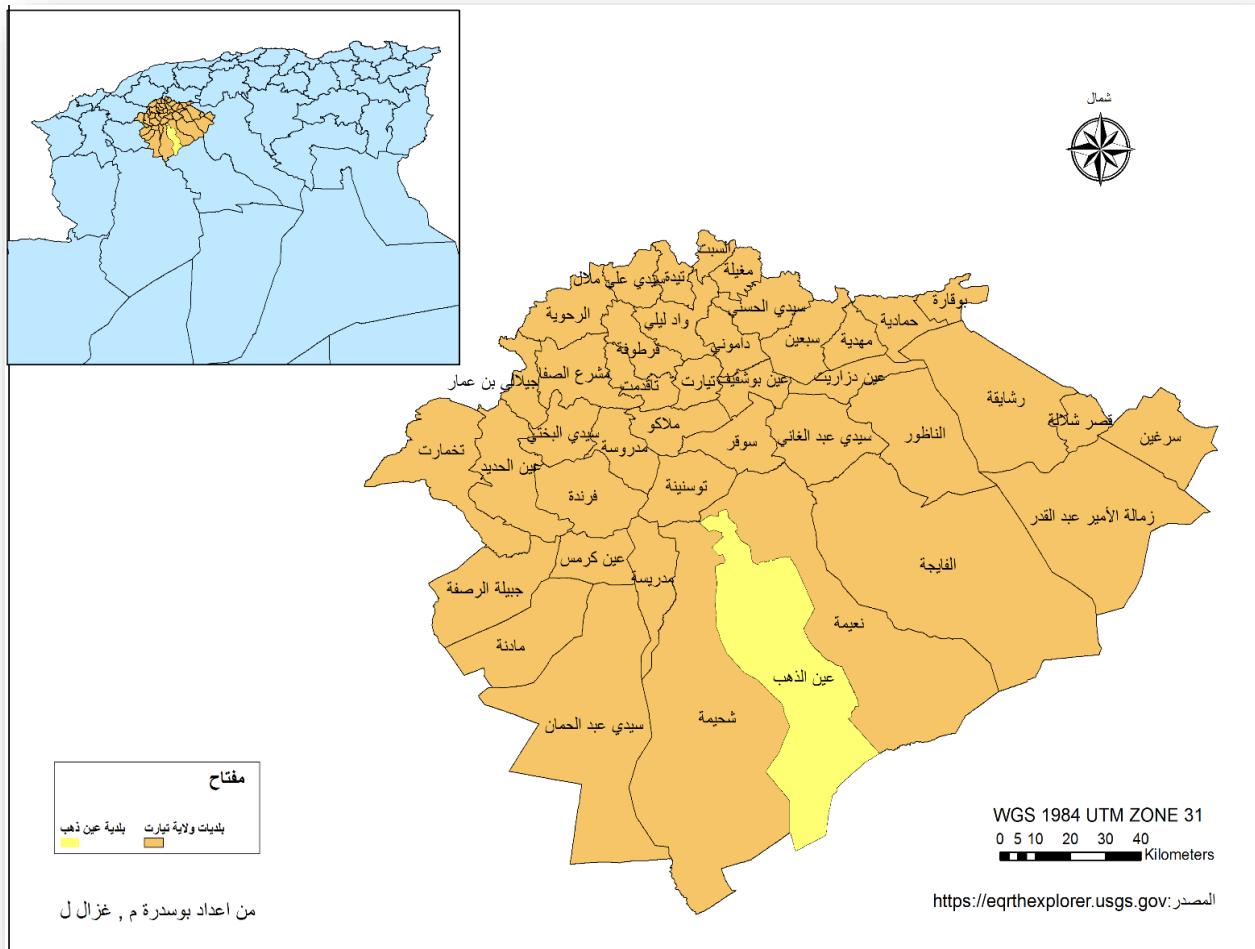 شمال
السبت
مغيلة
تيدة
سيدي علي ملال
بوقارة
حمادية
سيدي الحسني
واد ليلي
الرحوية
مهدية
سبعين
داموني
قرطوفة
مشرع الصفا
تاقدمت
تيارت
عين بوشقيف
عين دزاريت
جيلالي بن عمار
رشايقة
قصر شلالة
سرغين
ملاكو
سوقر
سيدي عبد الغاني
الناظور
سيدي البختي
مدروسة
تخمارت
عين الحديد
فرندة
توسنينة
زمالة الأمير عبد القدر
عين كرمس
مدريسة
الفايجة
جبيلة الرصفة
نعيمة
مادنة
عين الذهب
شحيمة
سيدي عبد الحمان
مفتاح
بلديات ولاية تيارت
بلدية عين ذهب
WGS 1984 UTM ZONE 31
0 5 10 20 30 40
Kilometers
المصدر:https://eqrthexplorer.usgs.gov
من اعداد بوسدرة م , غزال ل